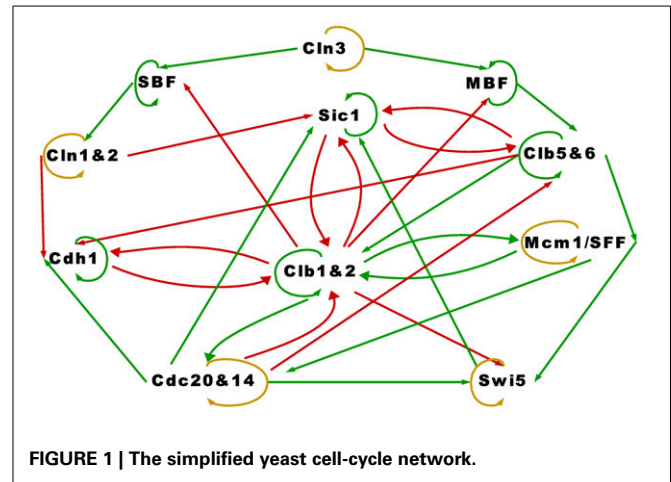 Cln3
SBF
MBF
Sic1
Cln1&2
Clb5&6
Cdh1
Mcm1/SFF
Clb1&2
Cdc20&14
Swi5
FIGURE 1 | The simplified yeast cell-cycle network.